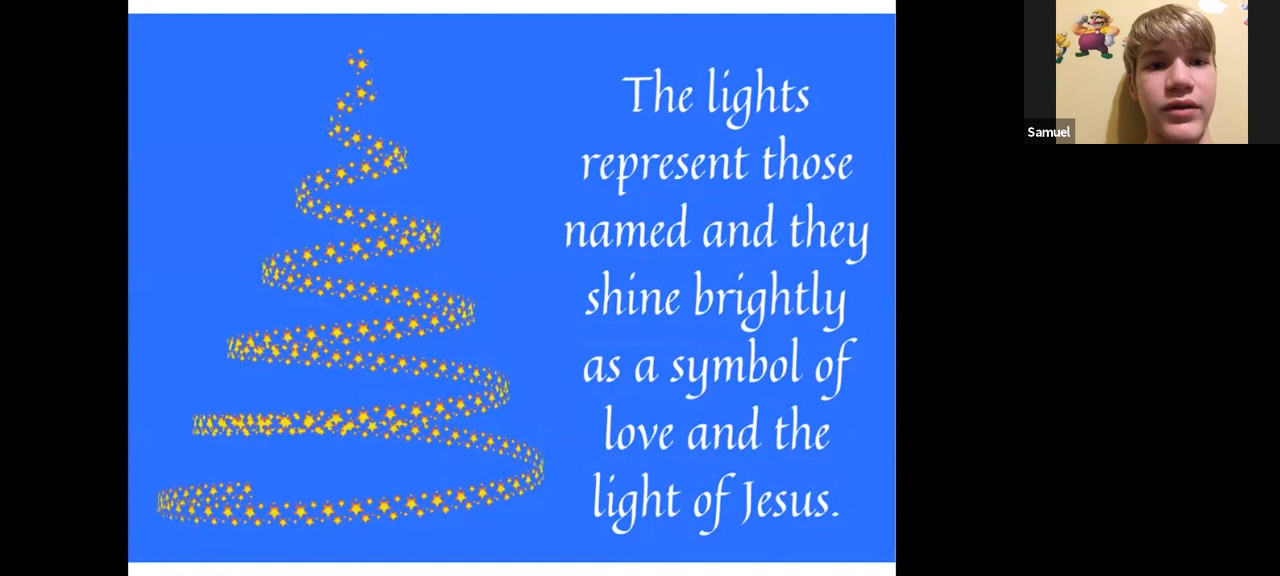 The lights
represent those
named and they
shine brightly
as a symbol of
love and the
light of Jesus.
Samuel